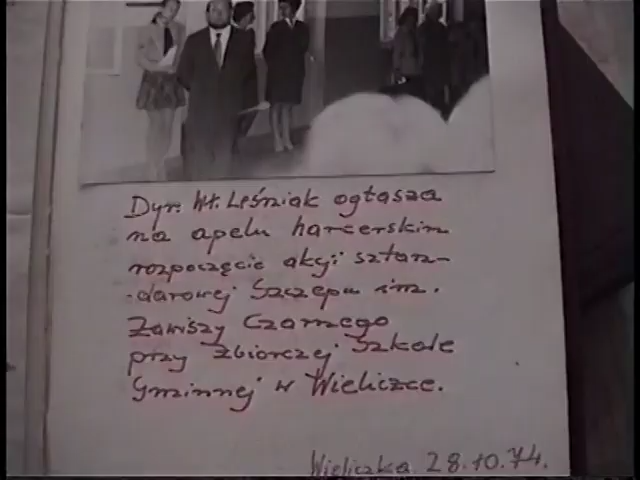 Dyr. Wł. Leśniak ogłasza
na apelu harcerskim
rozpoczęcie akcji sztan-
-darowej Szczepu im.
Zawiszy Czarnego
przy Zbiorczej Szkole
Gminnej w Wieliczce.
Wieliczka 28.10.74.